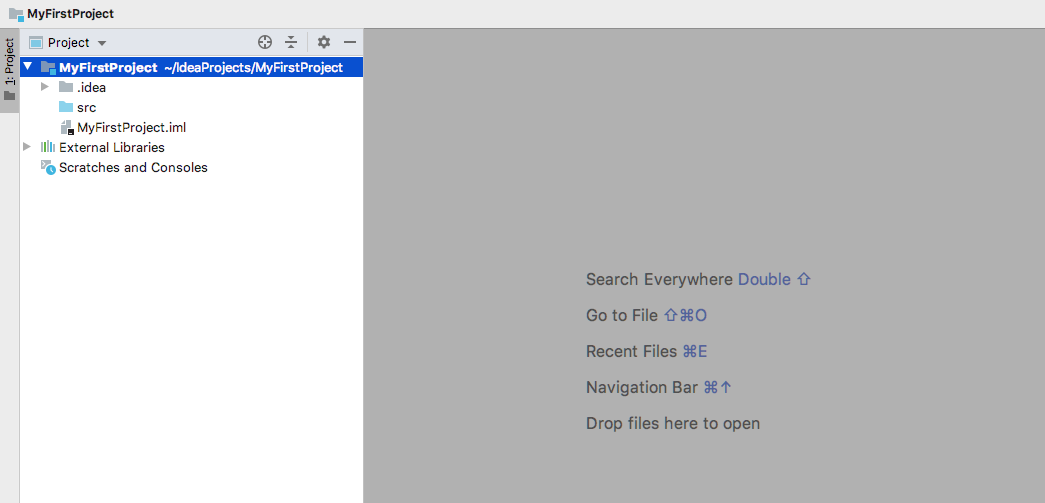 MyFirstProject
1: Project
Project
MyFirstProject ~/IdeaProjects/MyFirstProject
.idea
src
MyFirstProject.iml
External Libraries
Scratches and Consoles
Search Everywhere Double ⇧
Go to File ⇧⌘O
Recent Files ⌘E
Navigation Bar ⌘↑
Drop files here to open